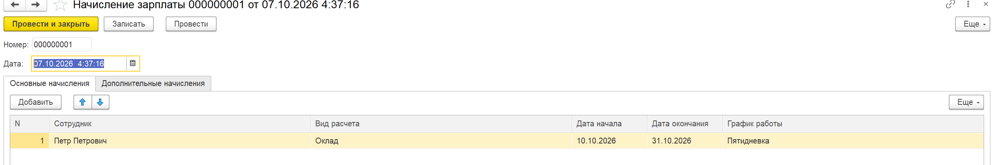 Начисление зарплаты 000000001 от 07.10.2026 4:37:16
Провести и закрыть Записать Провести Еще
Номер: 000000001
Дата: 07.10.2026 4:37:16
Основные начисления Дополнительные начисления
Добавить Еще
N Сотрудник Вид расчета Дата начала Дата окончания График работы
1 Петр Петрович Оклад 10.10.2026 31.10.2026 Пятидневка